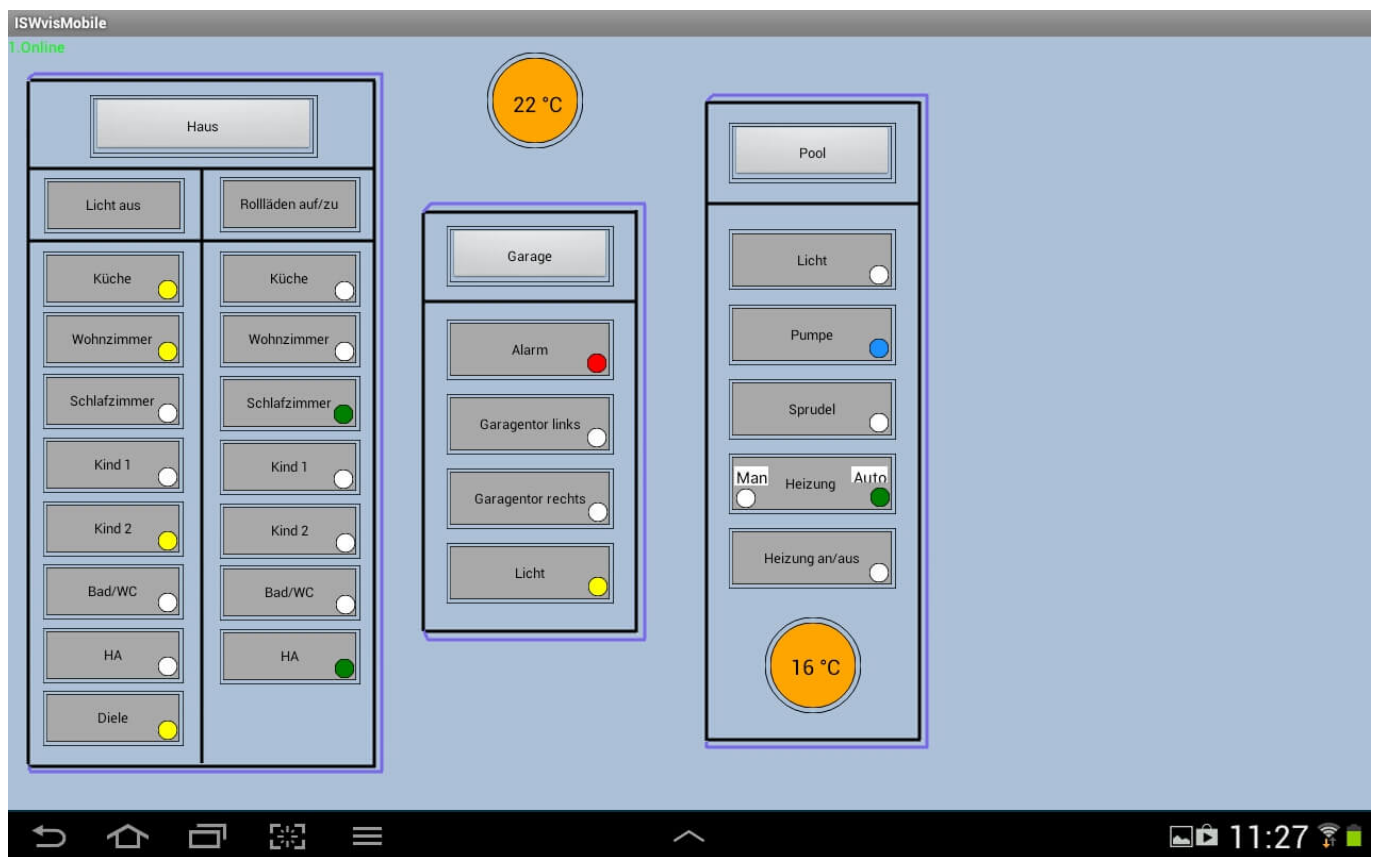 ISWvisMobile
1.Online
22 °C
Haus
Licht aus
Rollläden auf/zu
Küche
Küche
Wohnzimmer
Wohnzimmer
Schlafzimmer
Schlafzimmer
Kind 1
Kind 1
Kind 2
Kind 2
Bad/WC
Bad/WC
HA
HA
Diele
Garage
Alarm
Garagentor links
Garagentor rechts
Licht
Pool
Licht
Pumpe
Sprudel
Man Heizung Auto
Heizung an/aus
16 °C
11:27